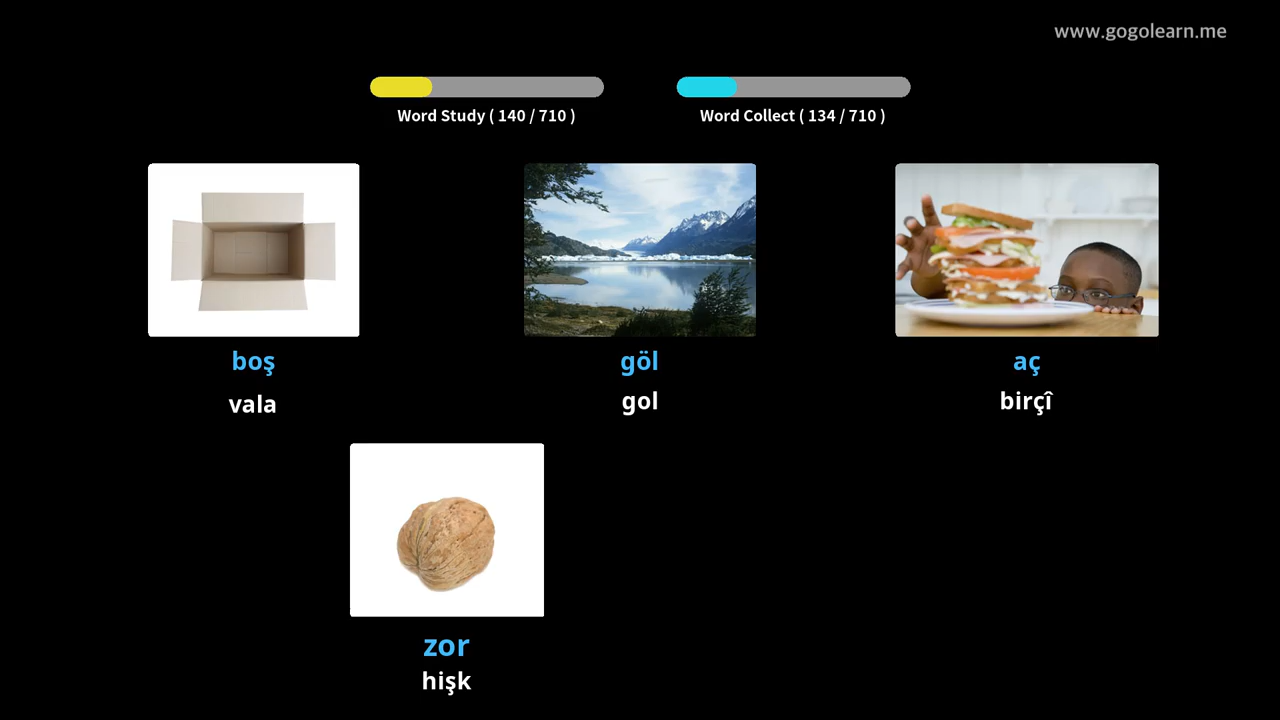 www.gogolearn.me
Word Study ( 140 / 710 )
Word Collect ( 134 / 710 )
boş
vala
göl
gol
aç
birçî
zor
hişk